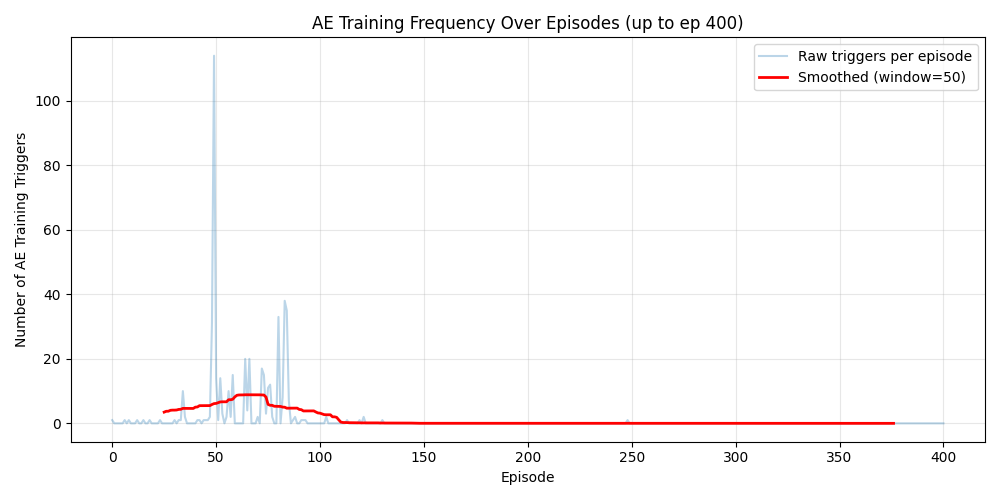 AE Training Frequency Over Episodes (up to ep 400)
Raw triggers per episode
Smoothed (window=50)
Number of AE Training Triggers
100
80
60
40
20
0
0 50 100 150 200 250 300 350 400
Episode